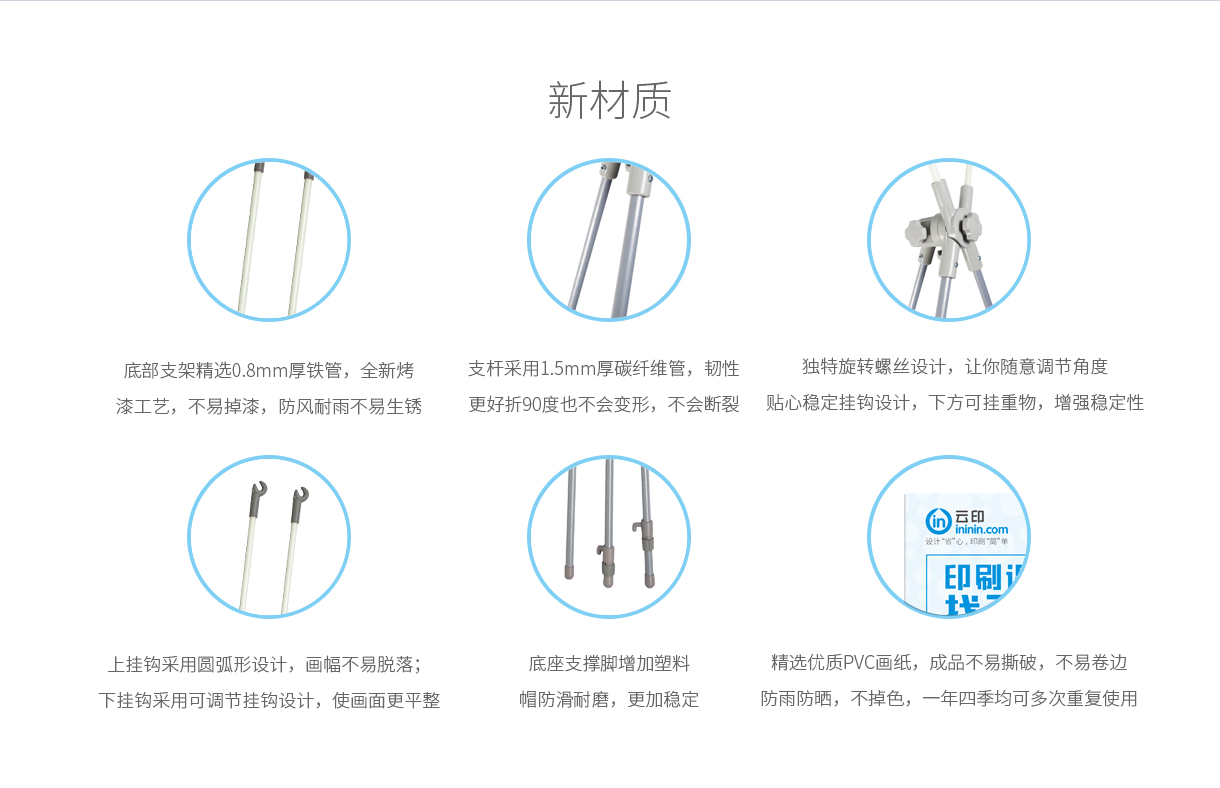 新材质
底部支架精选0.8mm厚铁管，全新烤
漆工艺，不易掉漆，防风耐雨不易生锈
支杆采用1.5mm厚碳纤维管，韧性
更好折90度也不会变形，不会断裂
独特旋转螺丝设计，让你随意调节角度
贴心稳定挂钩设计，下方可挂重物，增强稳定性
in 云印
ininin.com
设计“省”心，印刷“简”单
印刷
上挂钩采用圆弧形设计，画幅不易脱落；
下挂钩采用可调节挂钩设计，使画面更平整
底座支撑脚增加塑料
帽防滑耐磨，更加稳定
精选优质PVC画纸，成品不易撕破，不易卷边
防雨防晒，不掉色，一年四季均可多次重复使用